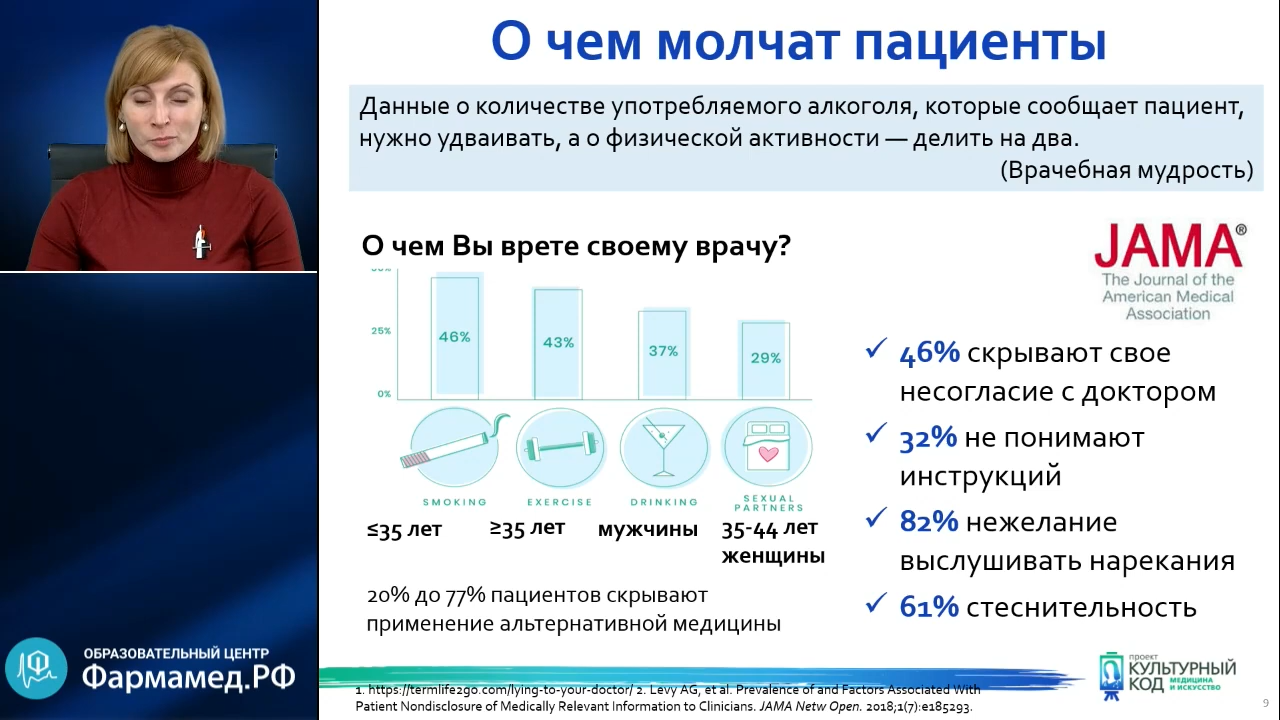 О чем молчат пациенты
Данные о количестве употребляемого алкоголя, которые сообщает пациент,
нужно удваивать, а о физической активности — делить на два.
(Врачебная мудрость)
О чем Вы врете своему врачу?
JAMA®
The Journal of the
American Medical
Association
25%
0%
46%
43%
37%
29%
SMOKING
EXERCISE
DRINKING
SEXUAL
PARTNERS
≤35 лет
≥35 лет
мужчины
35-44 лет
женщины
20% до 77% пациентов скрывают
применение альтернативной медицины
46% скрывают свое
несогласие с доктором
32% не понимают
инструкций
82% нежелание
выслушивать нарекания
61% стеснительность
1. https://termlife2go.com/lying-to-your-doctor/ 2. Levy AG, et al. Prevalence of and Factors Associated With
Patient Nondisclosure of Medically Relevant Information to Clinicians. JAMA Netw Open. 2018;1(7):e185293.
ОБРАЗОВАТЕЛЬНЫЙ ЦЕНТР
Фармамед.РФ
проект
КУЛЬТУРНЫЙ
КОД
МЕДИЦИНА
И ИСКУССТВО
9